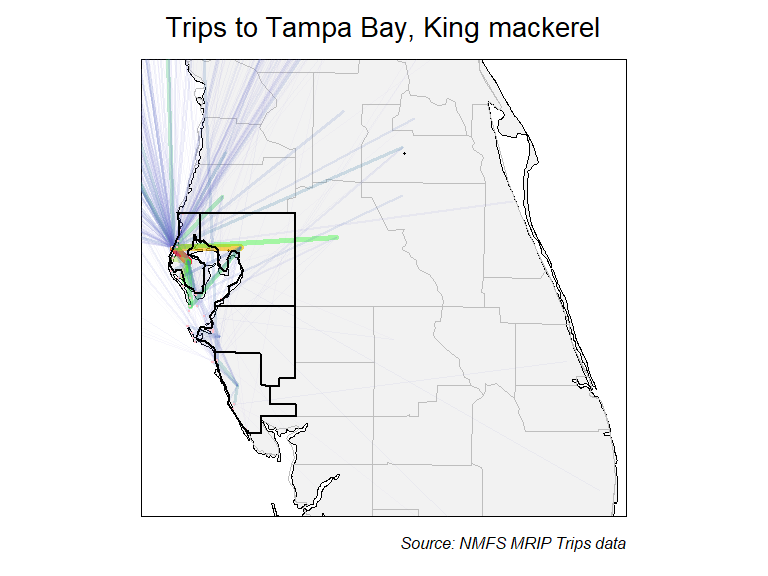 Trips to Tampa Bay, King mackerel
Source: NMFS MRIP Trips data